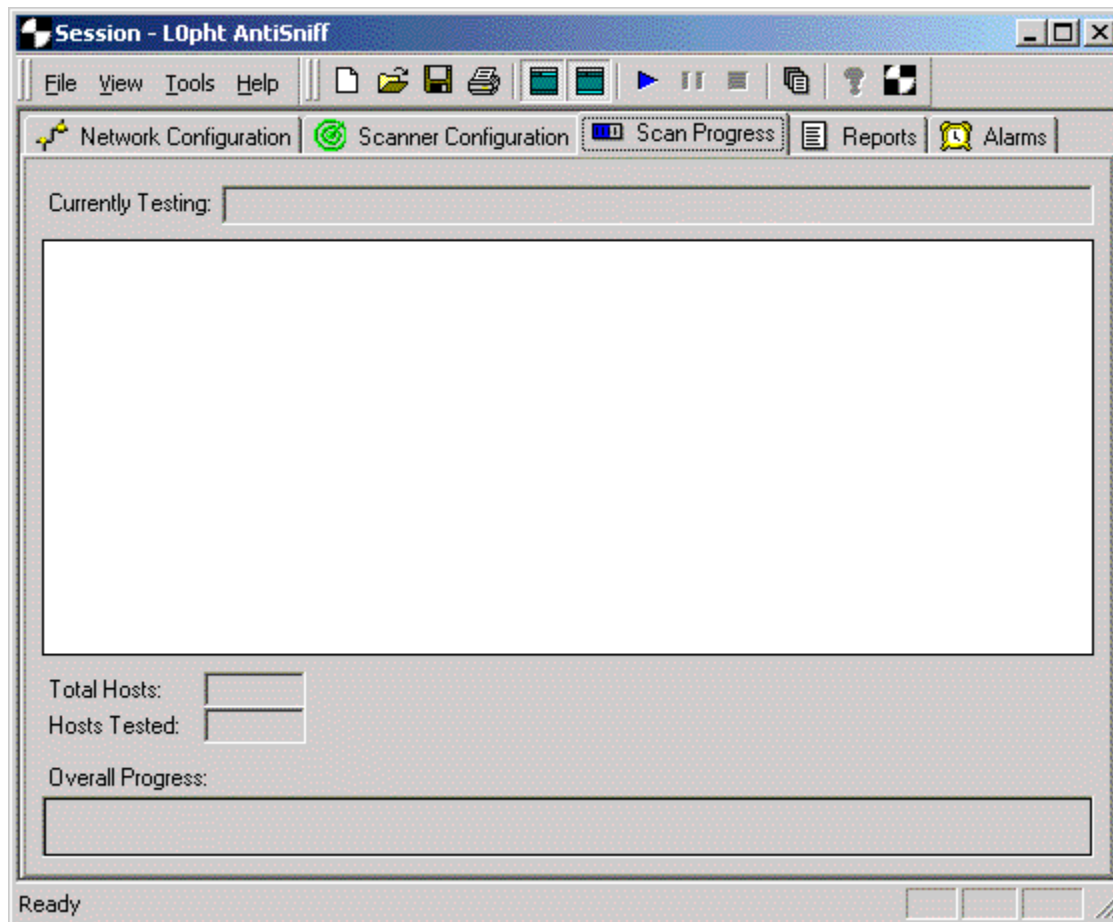 Session - L0pht AntiSniff
File View Tools Help
Network Configuration Scanner Configuration Scan Progress Reports Alarms
Currently Testing:
Total Hosts:
Hosts Tested:
Overall Progress:
Ready